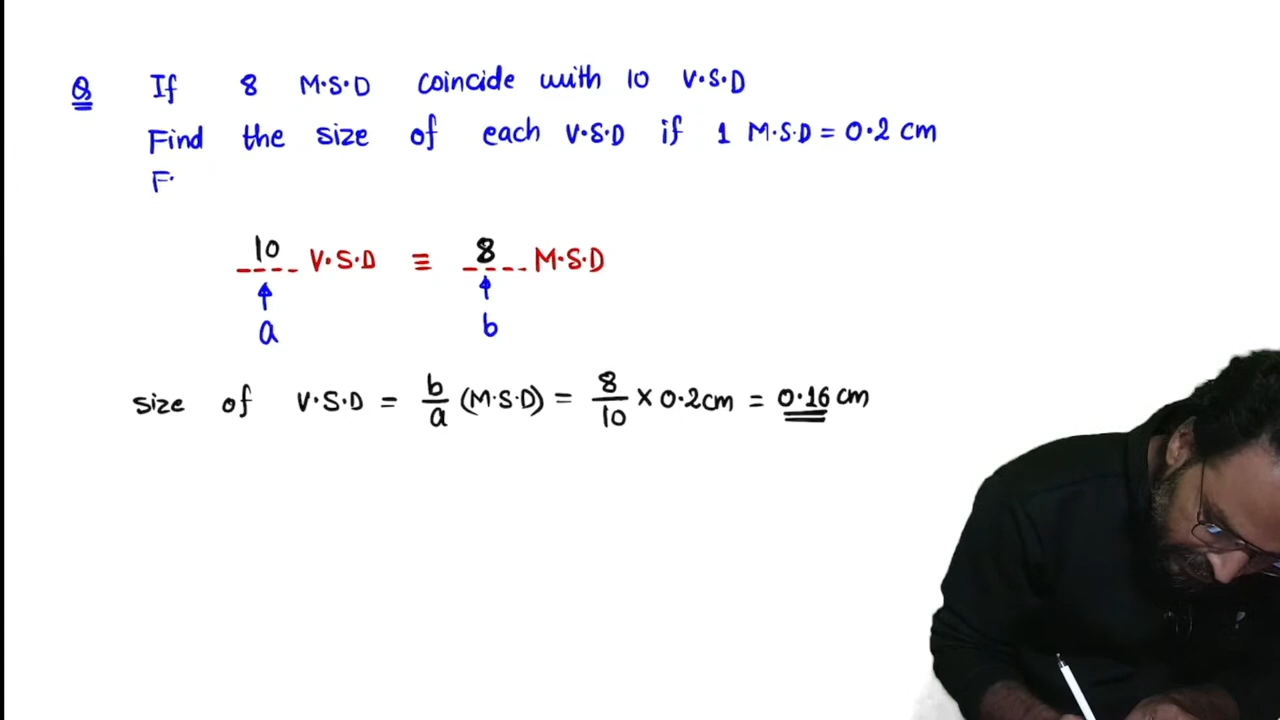 Q If 8 M.S.D coincide with 10 V.S.D
Find the size of each V.S.D if 1 M.S.D = 0.2 cm
F
10 V.S.D ≡ 8 M.S.D
a b
size of V.S.D = b/a (M.S.D) = 8/10 × 0.2cm = 0.16 cm